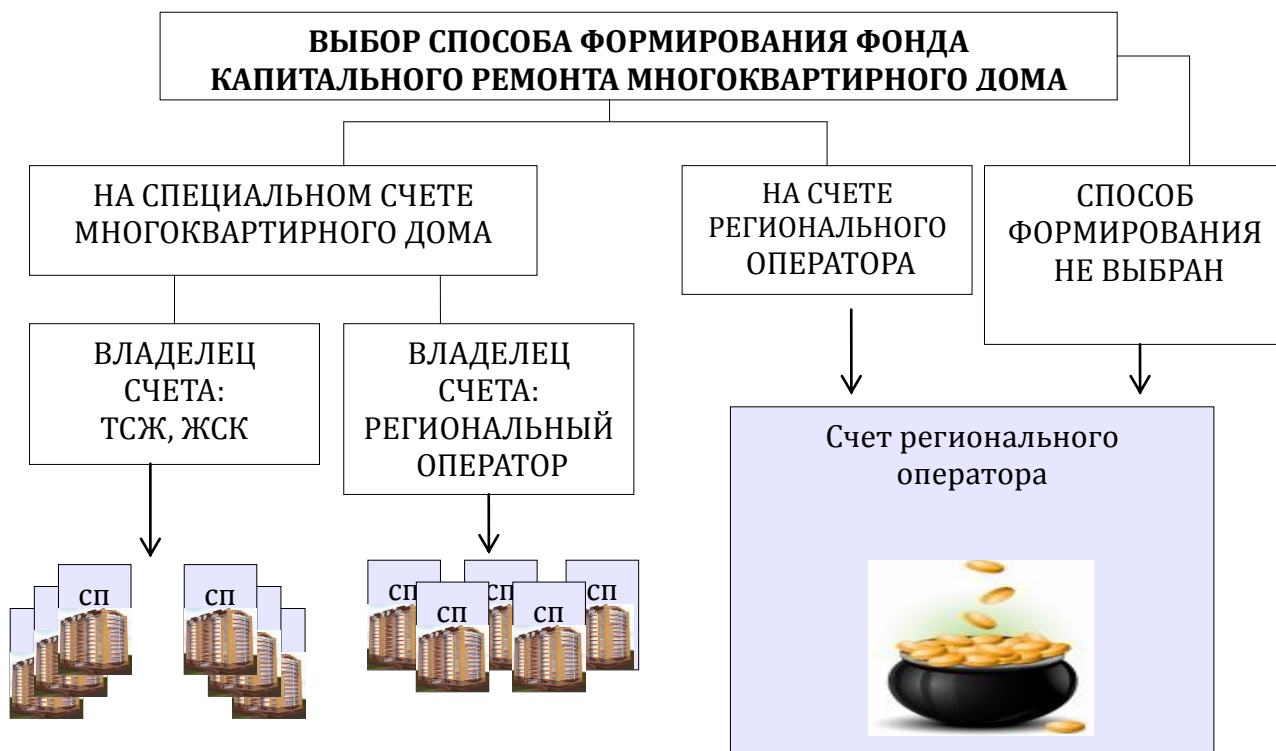 ВЫБОР СПОСОБА ФОРМИРОВАНИЯ ФОНДА
КАПИТАЛЬНОГО РЕМОНТА МНОГОКВАРТИРНОГО ДОМА
НА СПЕЦИАЛЬНОМ СЧЕТЕ
МНОГОКВАРТИРНОГО ДОМА
НА СЧЕТЕ
РЕГИОНАЛЬНОГО
ОПЕРАТОРА
СПОСОБ
ФОРМИРОВАНИЯ
НЕ ВЫБРАН
ВЛАДЕЛЕЦ
СЧЕТА:
ТСЖ, ЖСК
ВЛАДЕЛЕЦ
СЧЕТА:
РЕГИОНАЛЬНЫЙ
ОПЕРАТОР
Счет регионального
оператора
сп
сп
сп
сп
сп
сп
сп